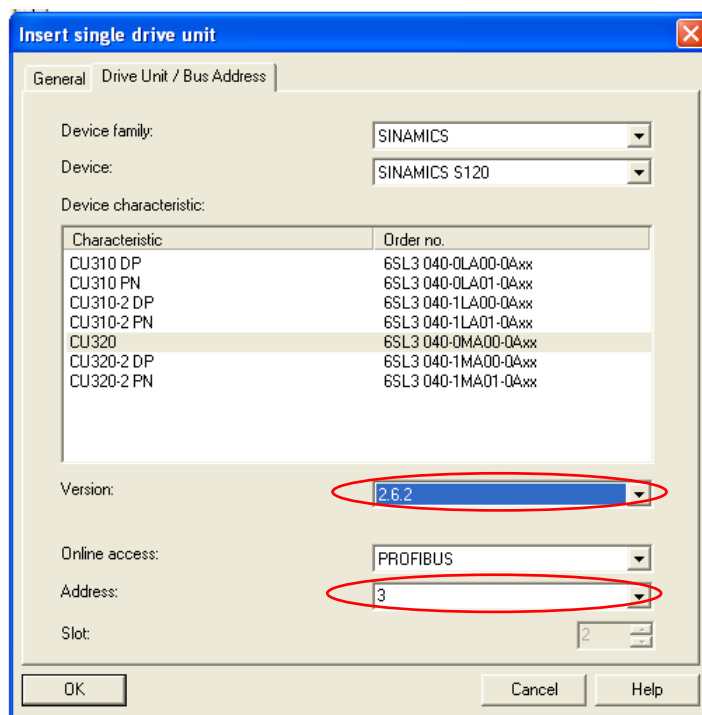 Insert single drive unit
General Drive Unit / Bus Address
Device family: SINAMICS
Device: SINAMICS S120
Device characteristic:
Characteristic Order no.
CU310 DP 6SL3 040-0LA00-0Axx
CU310 PN 6SL3 040-0LA01-0Axx
CU310-2 DP 6SL3 040-1LA00-0Axx
CU310-2 PN 6SL3 040-1LA01-0Axx
CU320 6SL3 040-0MA00-0Axx
CU320-2 DP 6SL3 040-1MA00-0Axx
CU320-2 PN 6SL3 040-1MA01-0Axx
Version: 2.6.2
Online access: PROFIBUS
Address: 3
Slot: 2
OK Cancel Help